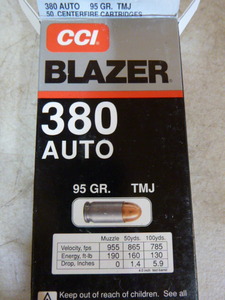 380 AUTO 95 GR. TMJ
50 CENTERFIRE CARTRIDGES
CCI
BLAZER
380
AUTO
95 GR. TMJ
Muzzle 50yds. 100yds.
Velocity, fps 955 865 785
Energy, ft-lb 190 160 130
Drop, Inches 0 1.4 5.9
Keep out of reach of children. See all